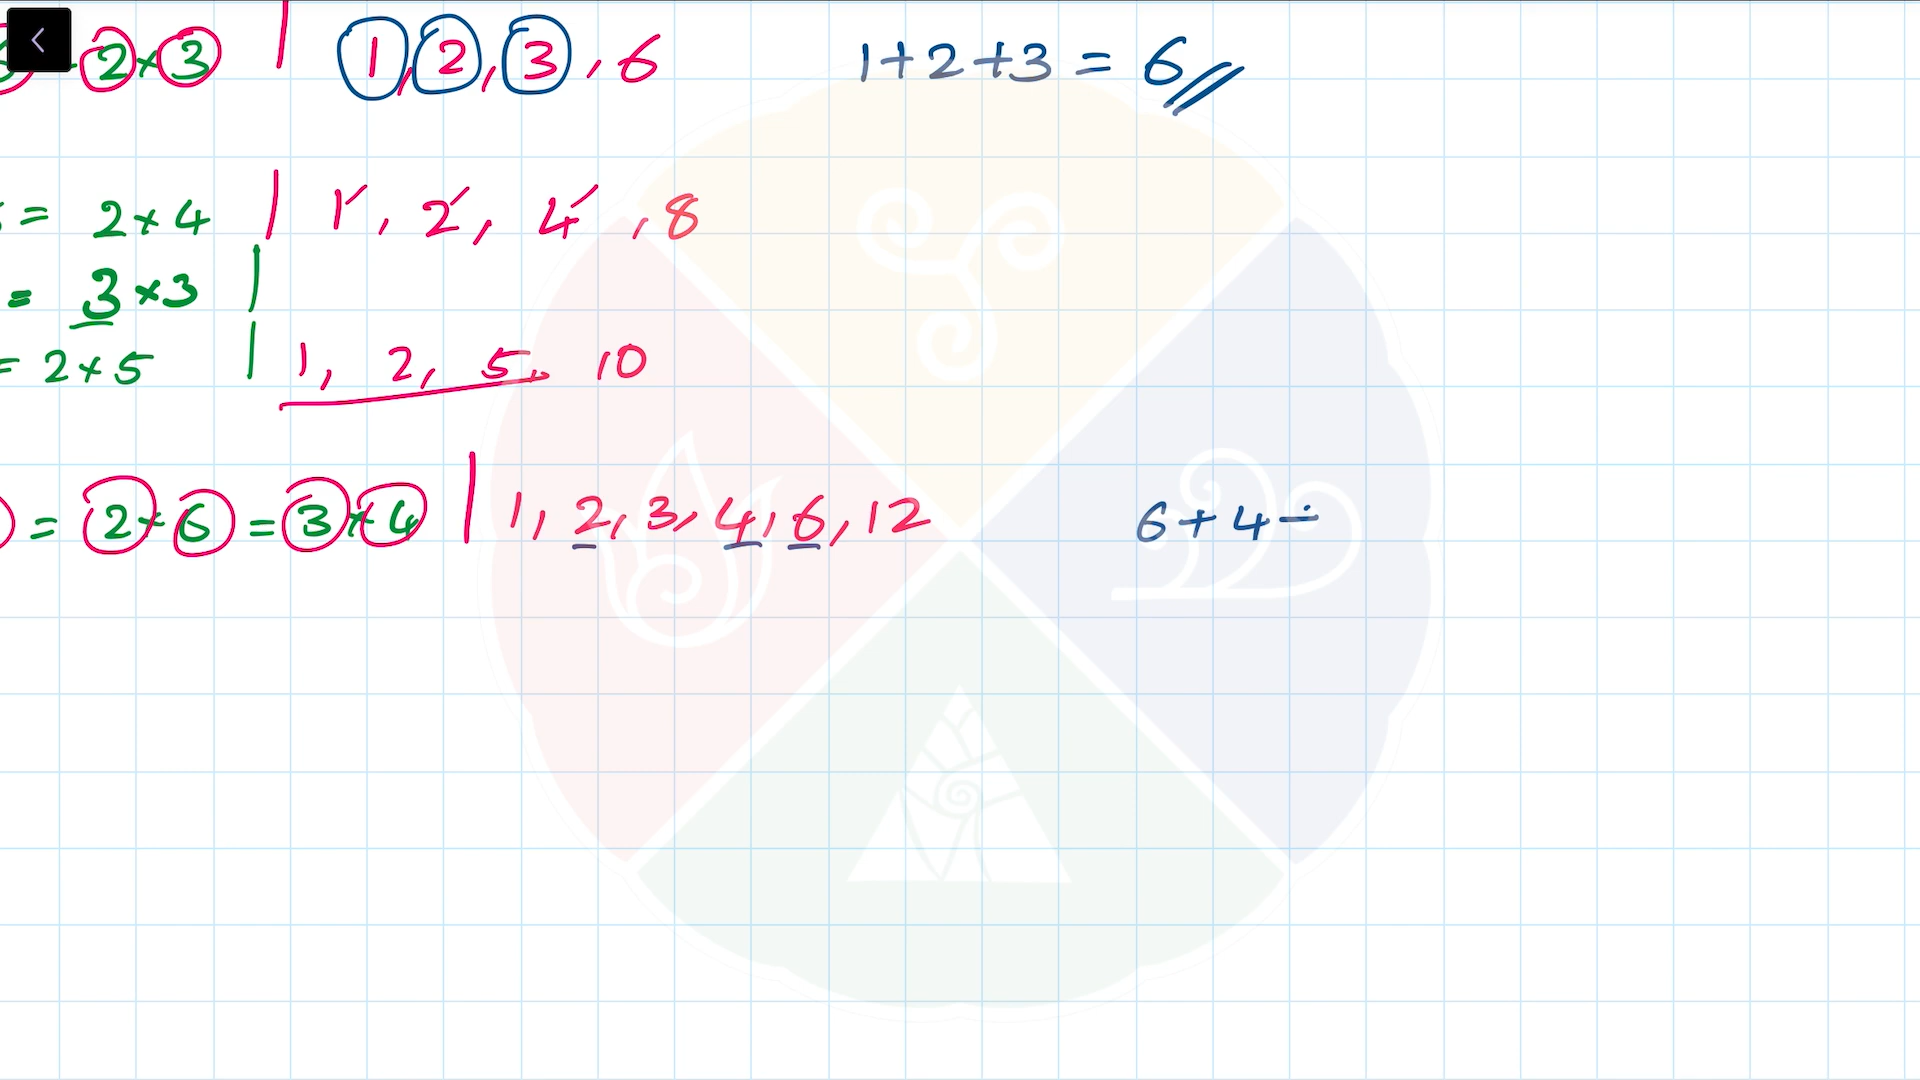 2×3 | 1, 2, 3, 6 1+2+3 = 6
= 2×4 | 1, 2, 4, 8
= 3×3 |
= 2×5 | 1, 2, 5, 10
= 2×6 = 3×4 | 1, 2, 3, 4, 6, 12 6+4